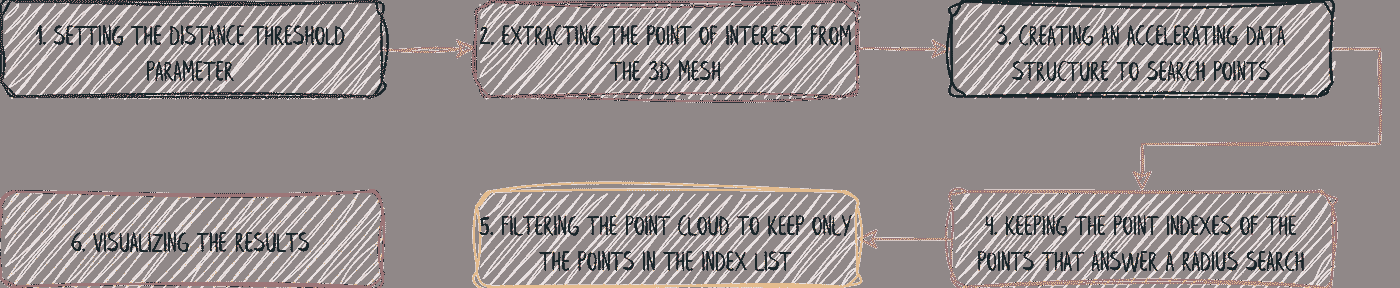 1. SETTING THE DISTANCE THRESHOLD
PARAMETER
2. EXTRACTING THE POINT OF INTEREST FROM
THE 3D MESH
3. CREATING AN ACCELERATING DATA
STRUCTURE TO SEARCH POINTS
4. KEEPING THE POINT INDEXES OF THE
POINTS THAT ANSWER A RADIUS SEARCH
5. FILTERING THE POINT CLOUD TO KEEP ONLY
THE POINTS IN THE INDEX LIST
6. VISUALIZING THE RESULTS